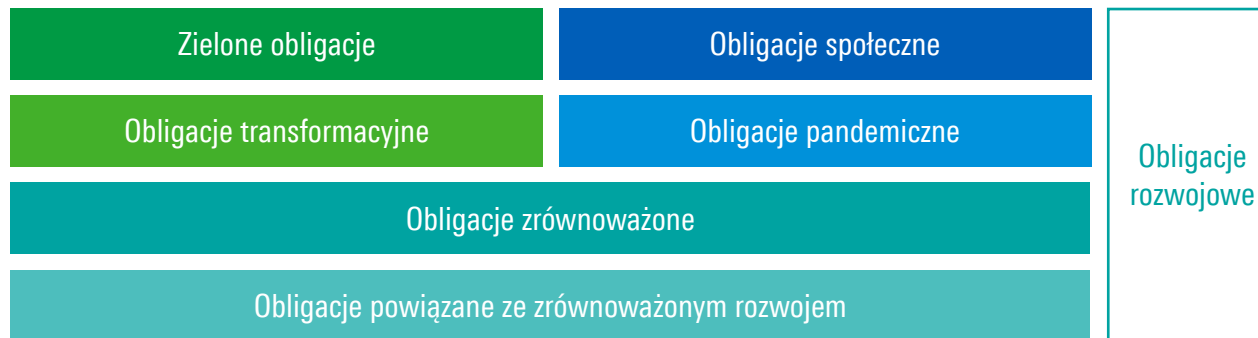 Zielone obligacje
Obligacje społeczne
Obligacje transformacyjne
Obligacje pandemiczne
Obligacje zrównoważone
Obligacje powiązane ze zrównoważonym rozwojem
Obligacje
rozwojowe